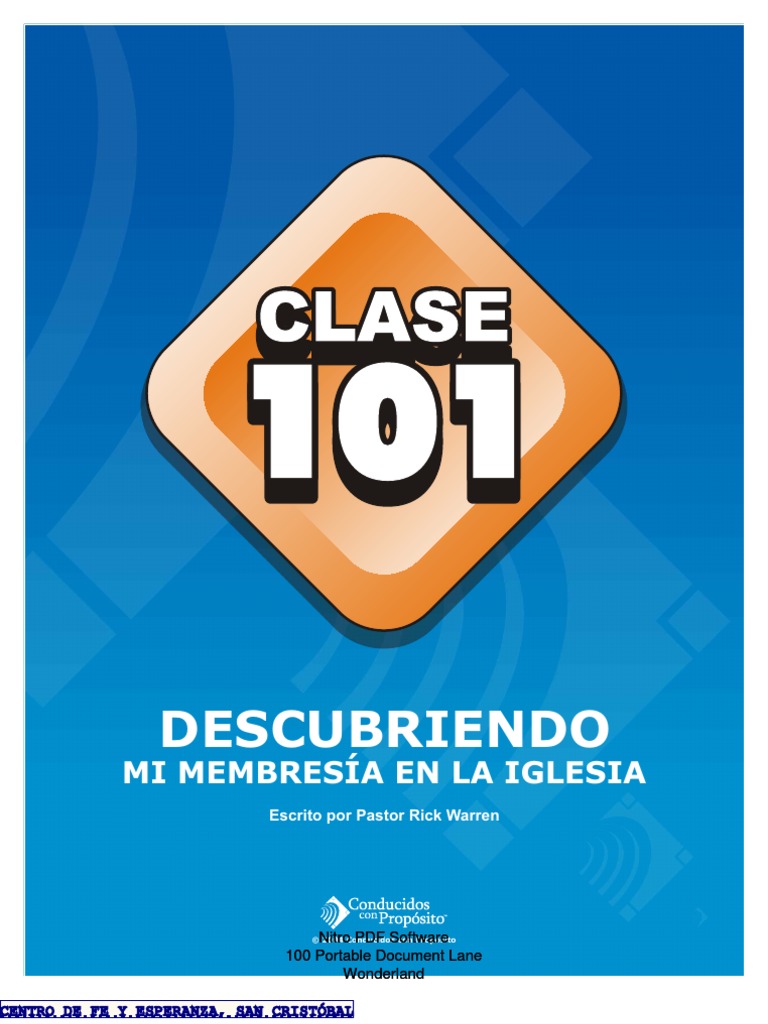 CLASE
101
DESCUBRIENDO
MI MEMBRESÍA EN LA IGLESIA
Escrito por Pastor Rick Warren
Conducidos
con Propósito™
Nitro PDF Software
100 Portable Document Lane
Wonderland
CENTRO DE FE Y ESPERANZA,. SAN CRISTÓBAL